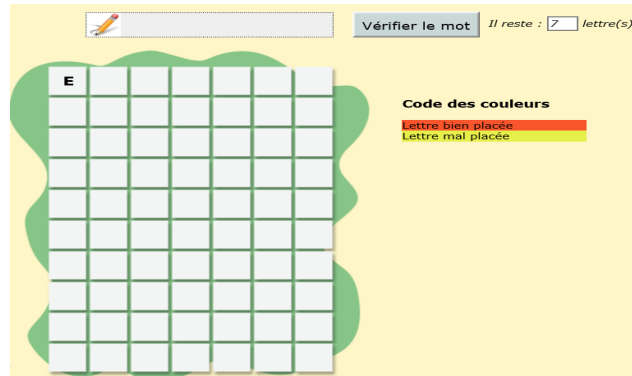 Vérifier le mot Il reste : 7 lettre(s)
E
Code des couleurs
Lettre bien placée
Lettre mal placée